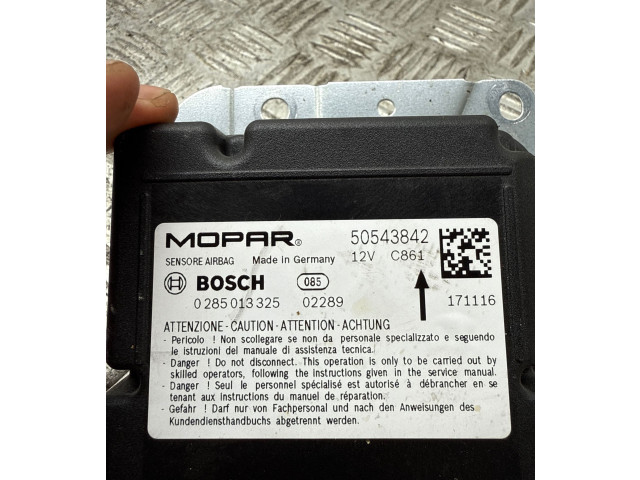 MOPAR® 50543842
SENSORE AIRBAG Made in Germany 12V C861
BOSCH 085
0 285 013 325 02289 171116
ATTENZIONE - CAUTION - ATTENTION - ACHTUNG
- Pericolo ! Non scollegare se non da personale specializzato e seguendo
le istruzioni del manuale di assistenza tecnica.
- Danger ! Do not disconnect. This operation is only to be carried out by
skilled operators, following the instructions given in the service manual.
- Danger ! Seul le personnel spécialisé est autorisé à débrancher en se
tenant aux instructions du manuel de réparation.
- Gefahr ! Darf nur von Fachpersonal und nach den Anweisungen des
Kundendiensthandbuchs abgetrennt werden.